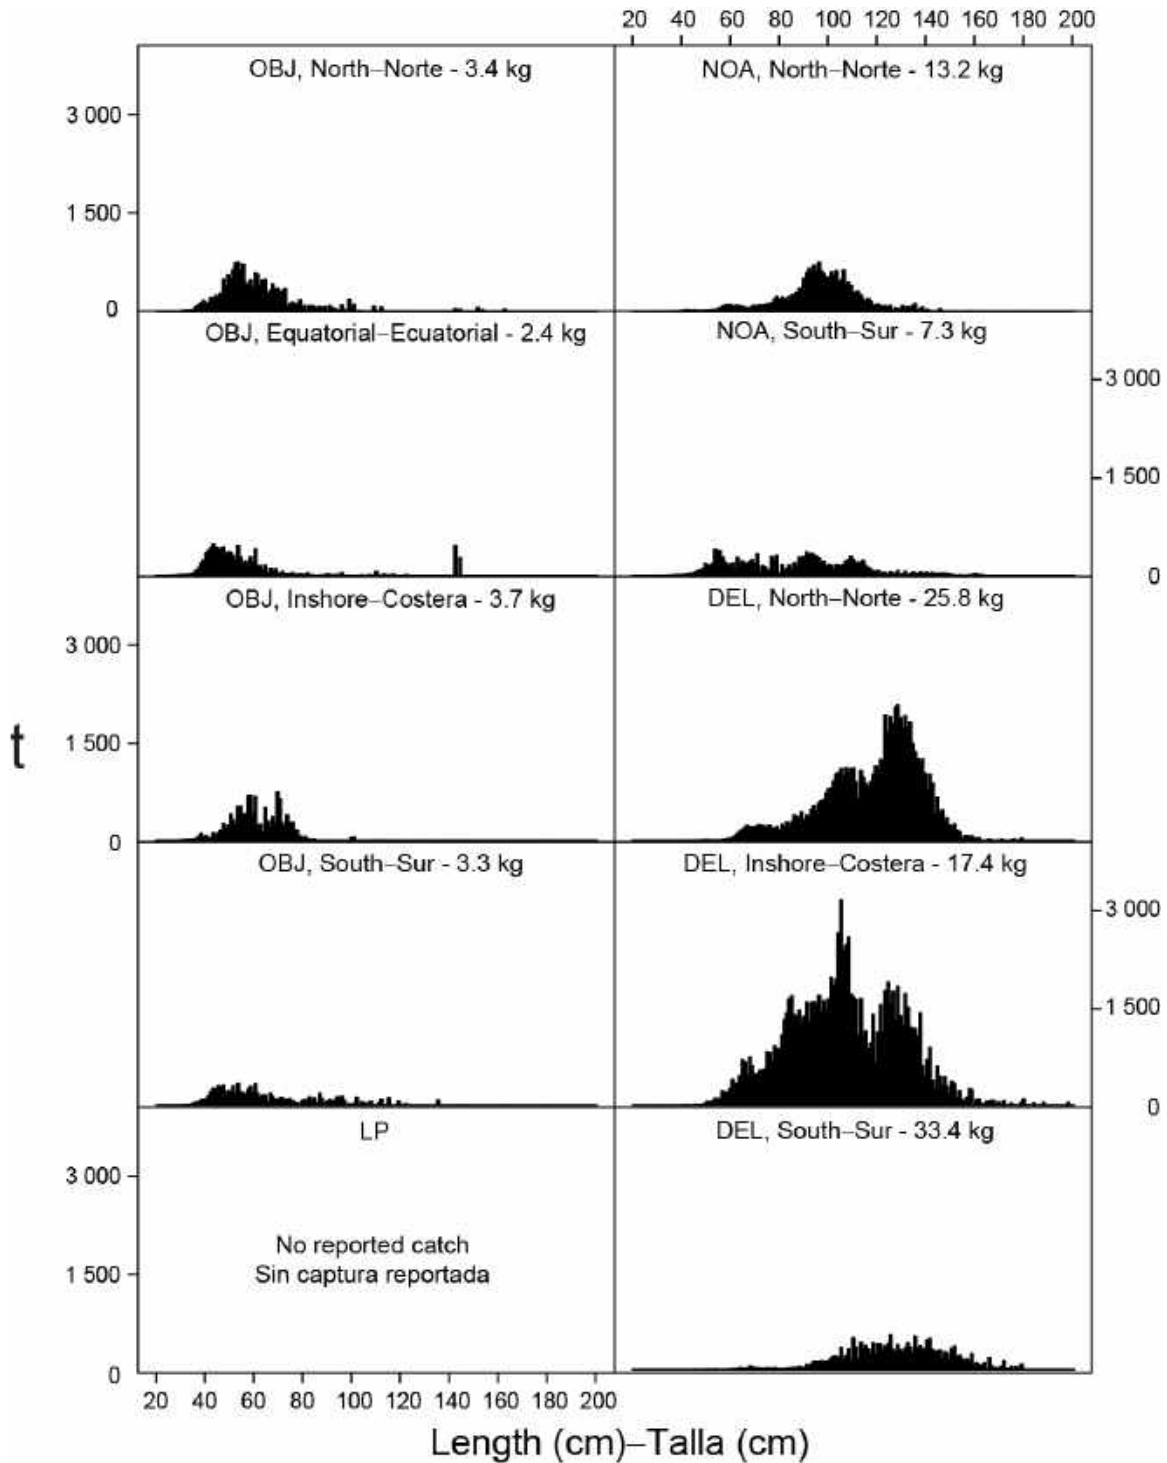 20 40 60 80 100 120 140 160 180 200
OBJ, North–Norte - 3.4 kg
NOA, North–Norte - 13.2 kg
3 000
1 500
0
OBJ, Equatorial–Ecuatorial - 2.4 kg
NOA, South–Sur - 7.3 kg
3 000
1 500
0
OBJ, Inshore–Costera - 3.7 kg
DEL, North–Norte - 25.8 kg
3 000
t
1 500
0
OBJ, South–Sur - 3.3 kg
DEL, Inshore–Costera - 17.4 kg
3 000
1 500
0
LP
DEL, South–Sur - 33.4 kg
3 000
No reported catch
Sin captura reportada
1 500
0
20 40 60 80 100 120 140 160 180 200
Length (cm)–Talla (cm)